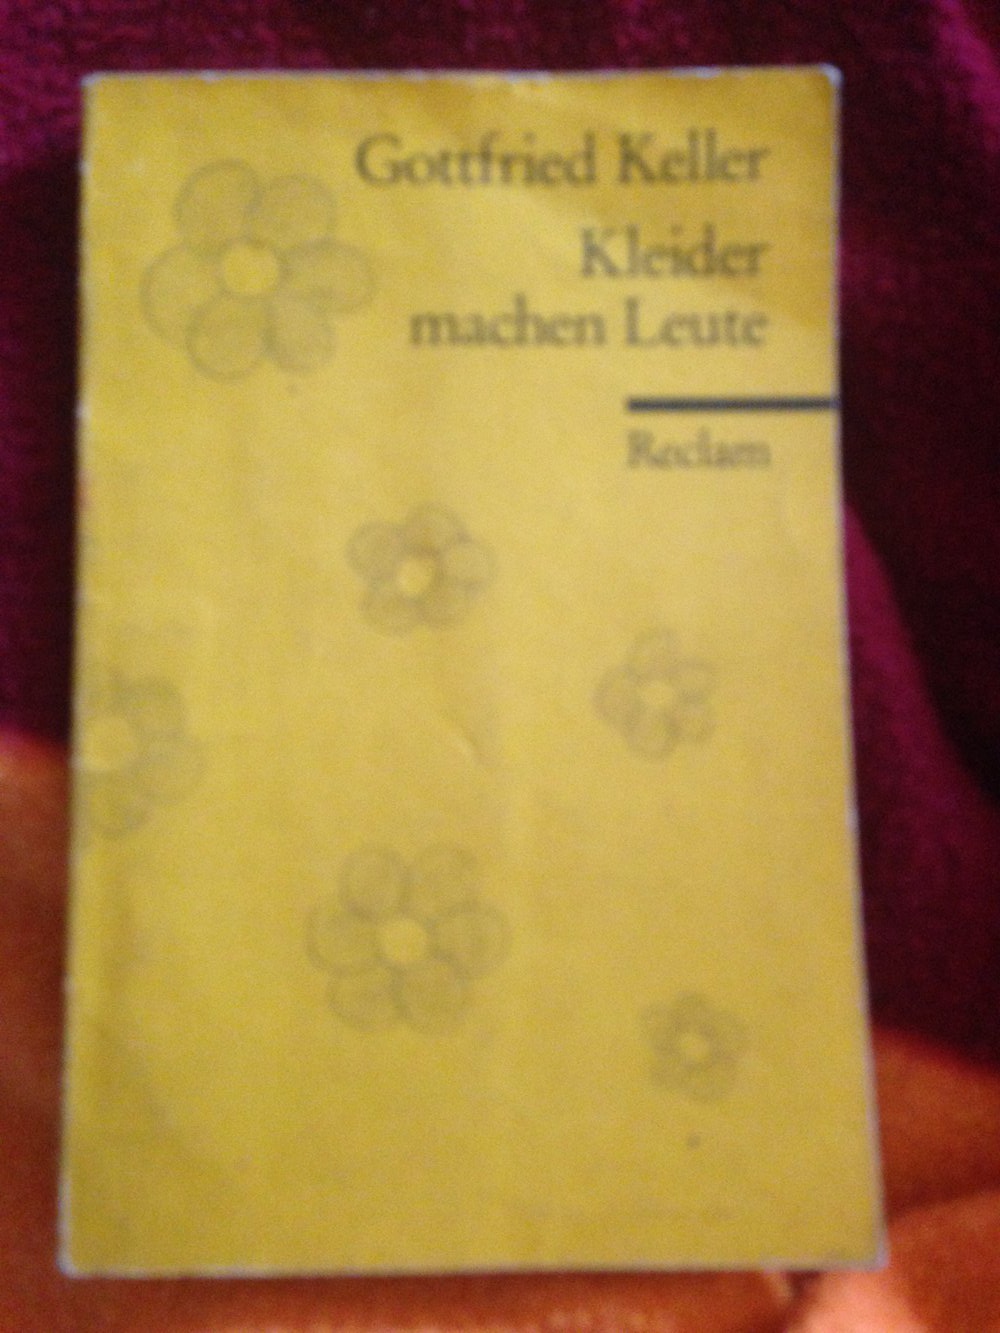 Gottfried Keller
Kleider
machen Leute
Reclam